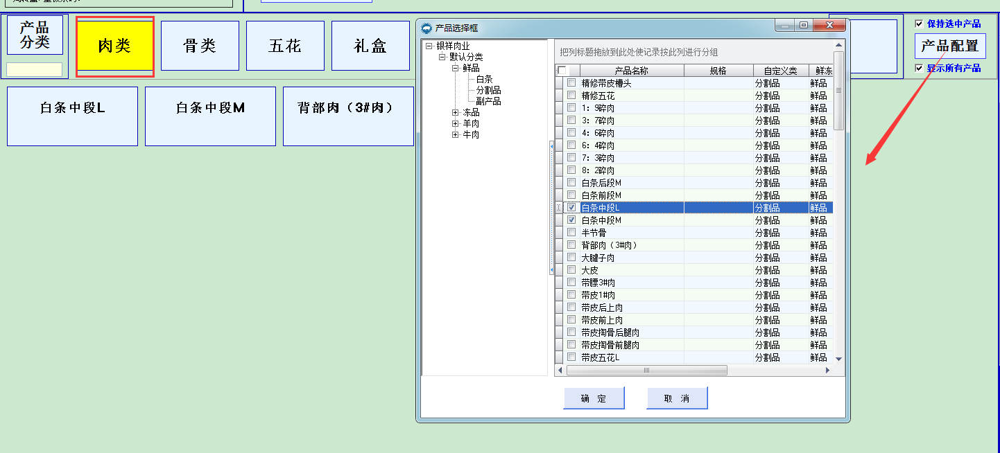 产品
分类
肉类
骨类
五花
礼盒
保持选中产品
产品配置
显示所有产品
白条中段L
白条中段M
背部肉（3#肉）
产品选择框
银祥肉业
默认分类
鲜品
白条
分割品
副产品
冻品
羊肉
牛肉
把列标题拖放到此处使记录按此列进行分组
产品名称 规格 自定义类 鲜冻
精修带皮槽头 分割品 鲜品
精修五花 分割品 鲜品
1：9碎肉 分割品 鲜品
3：7碎肉 分割品 鲜品
4：6碎肉 分割品 鲜品
6：4碎肉 分割品 鲜品
7：3碎肉 分割品 鲜品
8：2碎肉 分割品 鲜品
白条后段M 分割品 鲜品
白条前段M 分割品 鲜品
白条中段L 分割品 鲜品
白条中段M 分割品 鲜品
半节骨 分割品 鲜品
背部肉（3#肉） 分割品 鲜品
大腱子肉 分割品 鲜品
大皮 分割品 鲜品
带膘3#肉 分割品 鲜品
带皮1#肉 分割品 鲜品
带皮后上肉 分割品 鲜品
带皮前上肉 分割品 鲜品
带皮掏骨后腿肉 分割品 鲜品
带皮掏骨前腿肉 分割品 鲜品
带皮五花L 分割品 鲜品
确 定
取 消